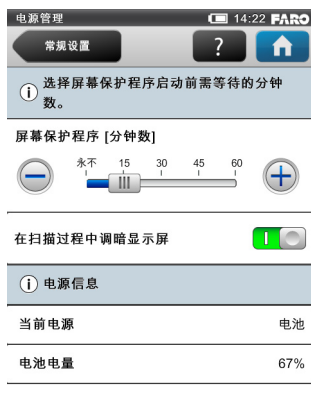 电源管理 14:22 FARO
常规设置 ?
选择屏幕保护程序启动前需等待的分钟
数。
屏幕保护程序 [分钟数]
永不 15 30 45 60
在扫描过程中调暗显示屏
电源信息
当前电源 电池
电池电量 67%